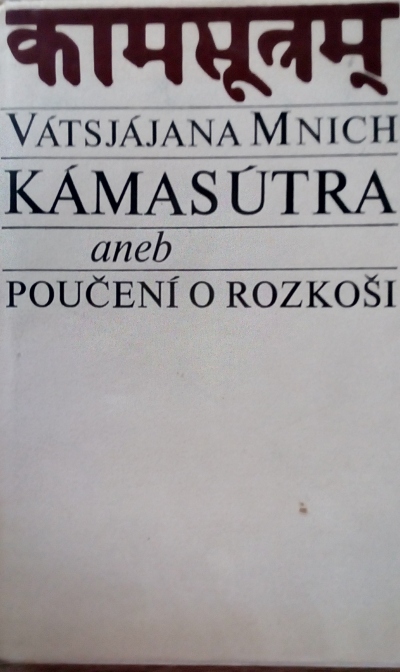 कामसूत्रम्
VÁTSJÁJANA MNICH
KÁMASÚTRA
aneb
POUČENÍ O ROZKOŠI